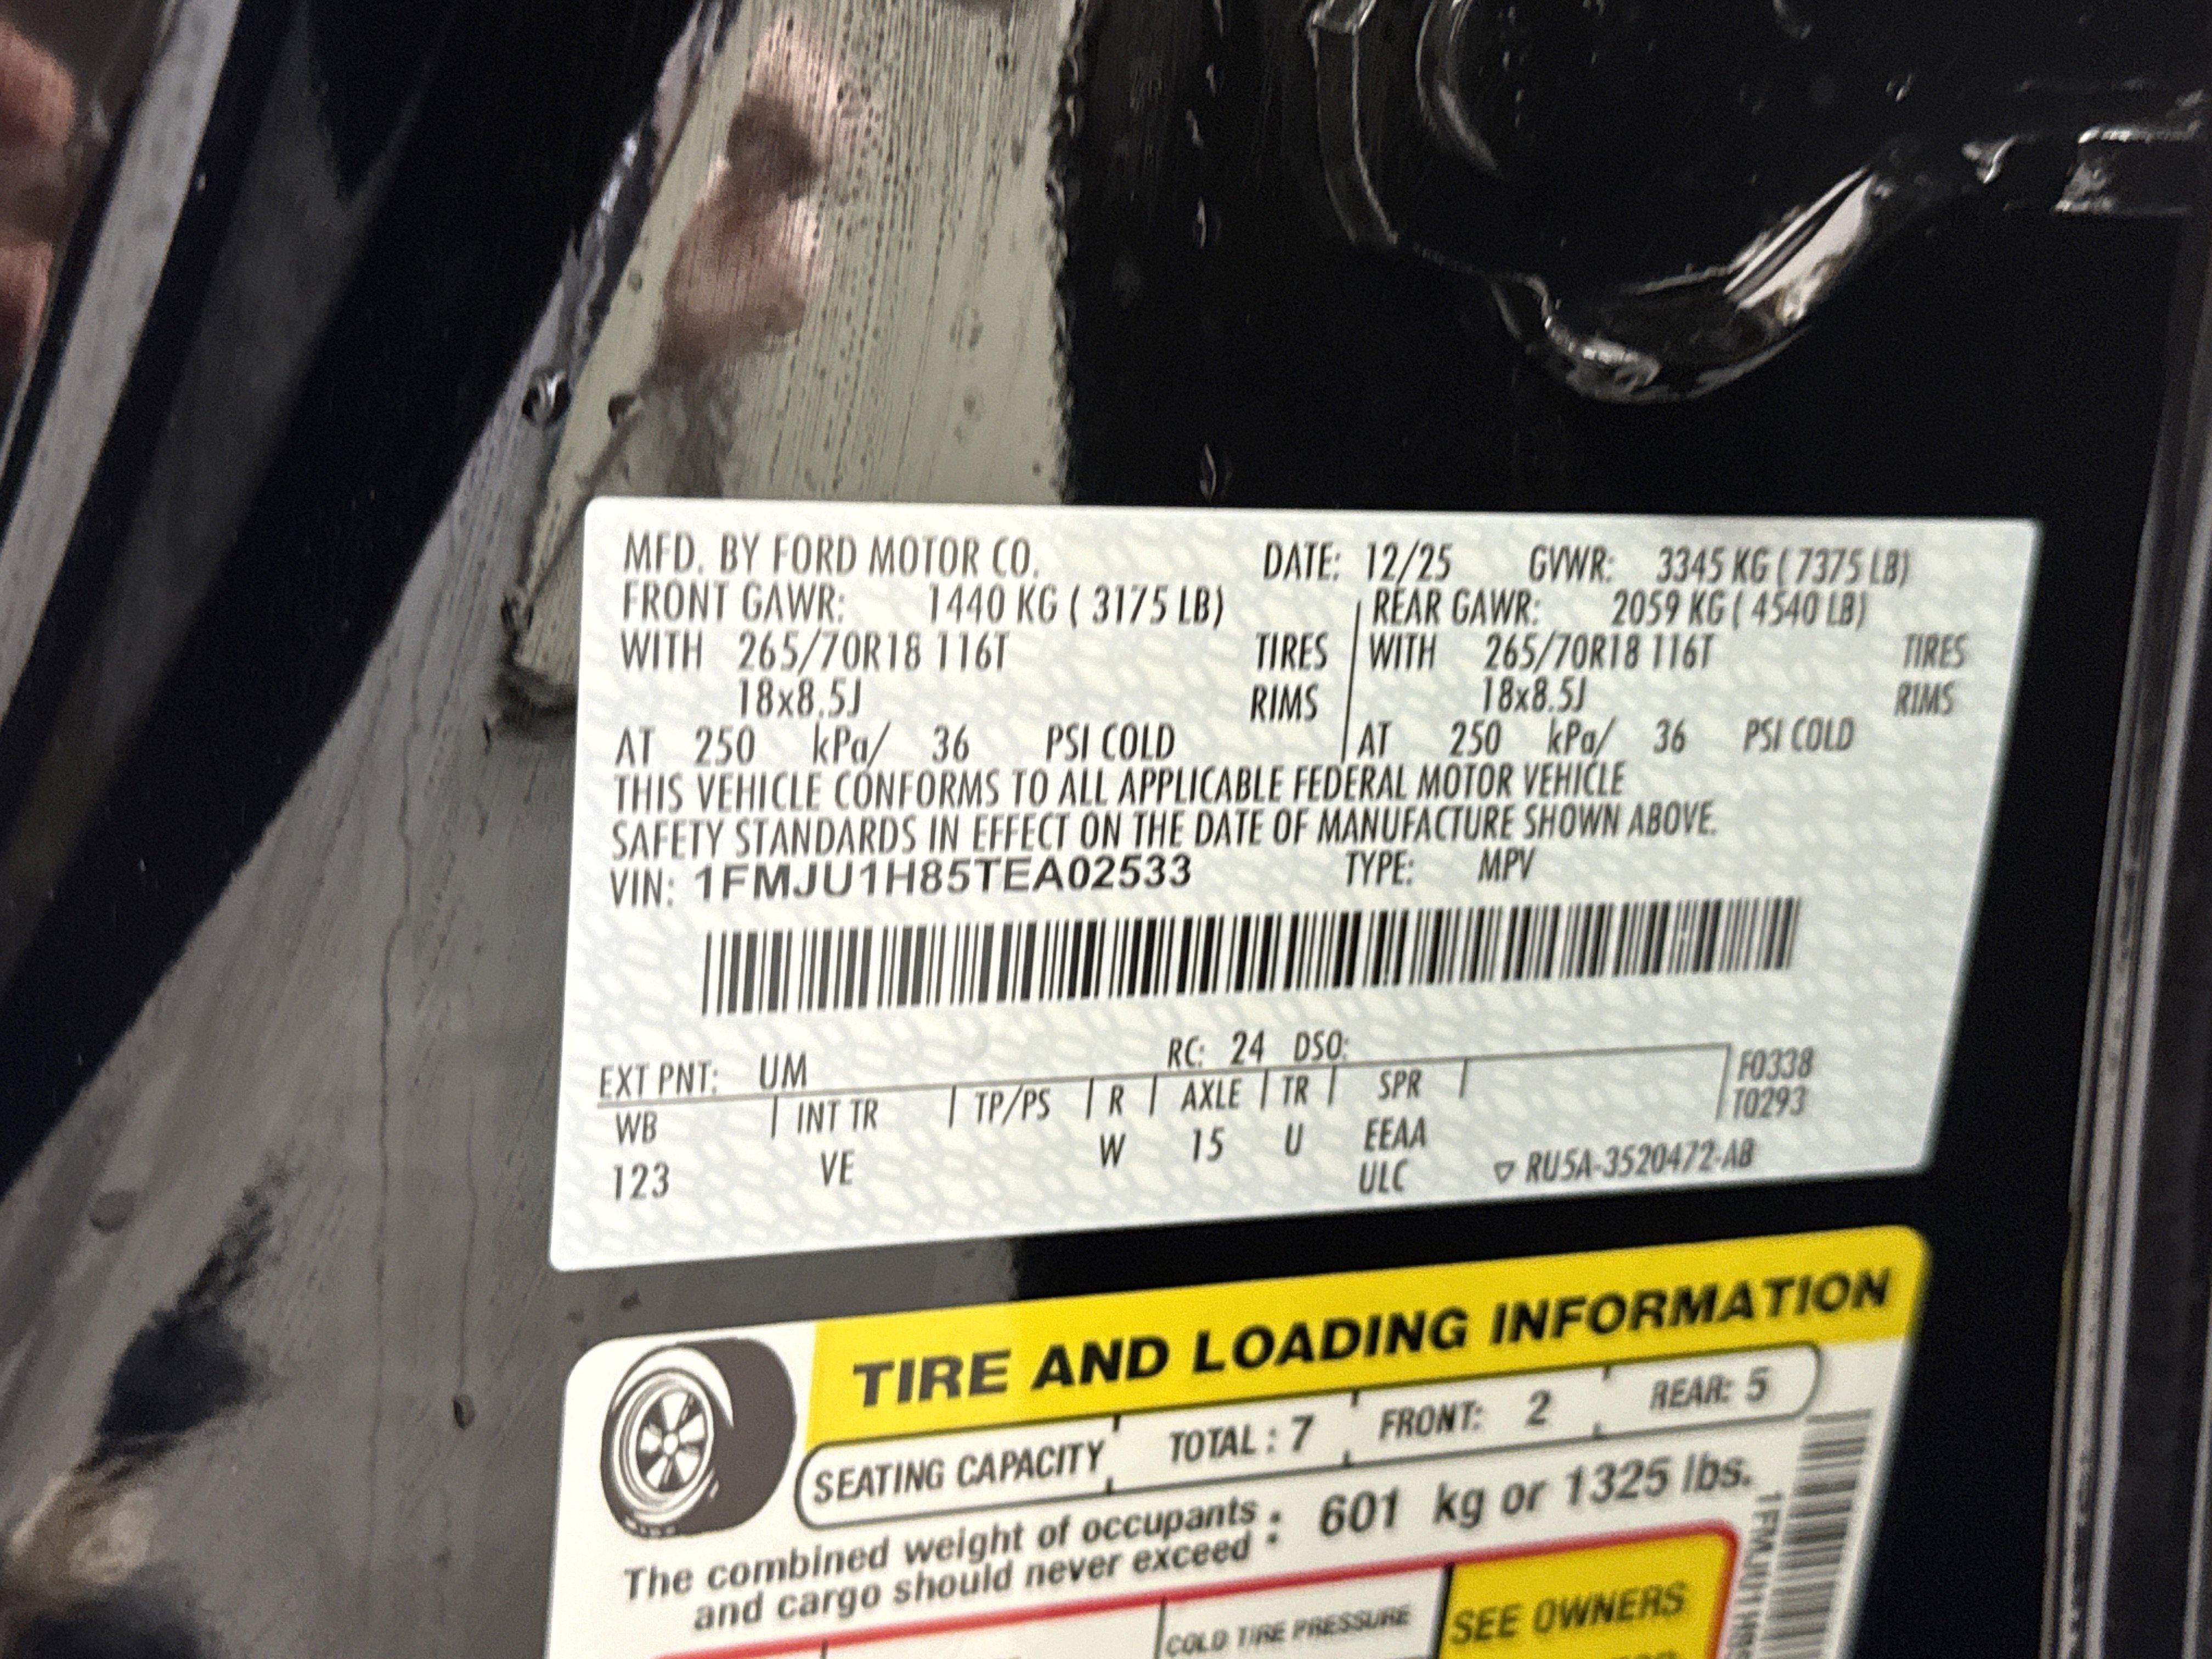 MFD. BY FORD MOTOR CO. DATE: 12/25 GVWR: 3345 KG ( 7375 LB)
FRONT GAWR: 1440 KG ( 3175 LB) REAR GAWR: 2059 KG ( 4540 LB)
WITH 265/70R18 116T TIRES WITH 265/70R18 116T TIRES
18x8.5J RIMS 18x8.5J RIMS
AT 250 kPa/ 36 PSI COLD AT 250 kPa/ 36 PSI COLD
THIS VEHICLE CONFORMS TO ALL APPLICABLE FEDERAL MOTOR VEHICLE
SAFETY STANDARDS IN EFFECT ON THE DATE OF MANUFACTURE SHOWN ABOVE.
VIN: 1FMJU1H85TEA02533 TYPE: MPV
EXT PNT: UM RC: 24 DSO:
WB INT TR TP/PS R AXLE TR SPR F0338
T0293
123 VE W 15 U EEAA
ULC ▽ RU5A-3520472-AB
TIRE AND LOADING INFORMATION
SEATING CAPACITY TOTAL : 7 FRONT: 2 REAR: 5
The combined weight of occupants : 601 kg or 1325 lbs.
and cargo should never exceed
COLD TIRE PRESSURE
SEE OWNERS